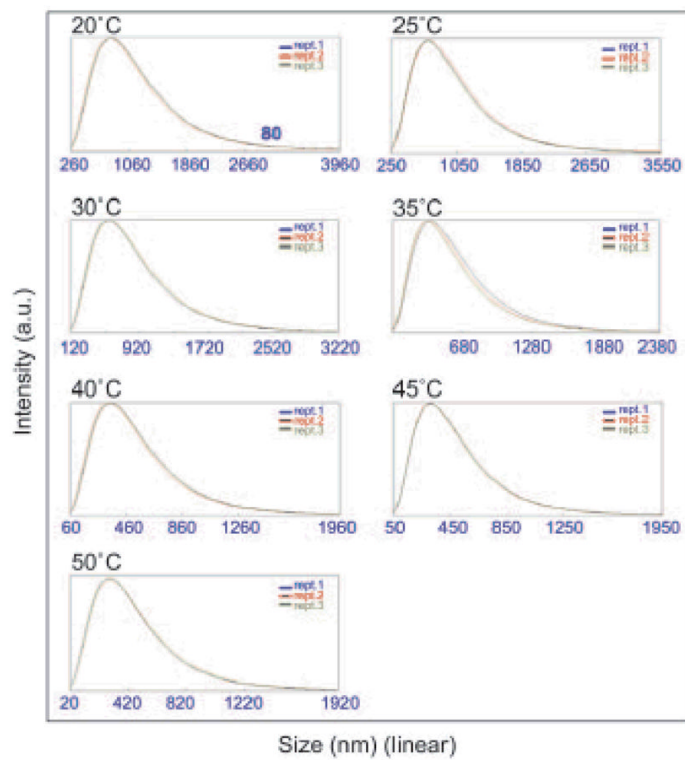 20°C
25°C
rept.1
rept.2
rept.3
rept.1
rept.2
rept.3
80
260 1060 1860 2660 3960
250 1050 1850 2650 3550
30°C
35°C
rept.1
rept.2
rept.3
rept.1
rept.2
rept.3
120 920 1720 2520 3220
680 1280 1880 2380
Intensity (a.u.)
40°C
45°C
rept.1
rept.2
rept.3
rept.1
rept.2
rept.3
60 460 860 1260 1960
50 450 850 1250 1950
50°C
rept.1
rept.2
rept.3
20 420 820 1220 1920
Size (nm) (linear)